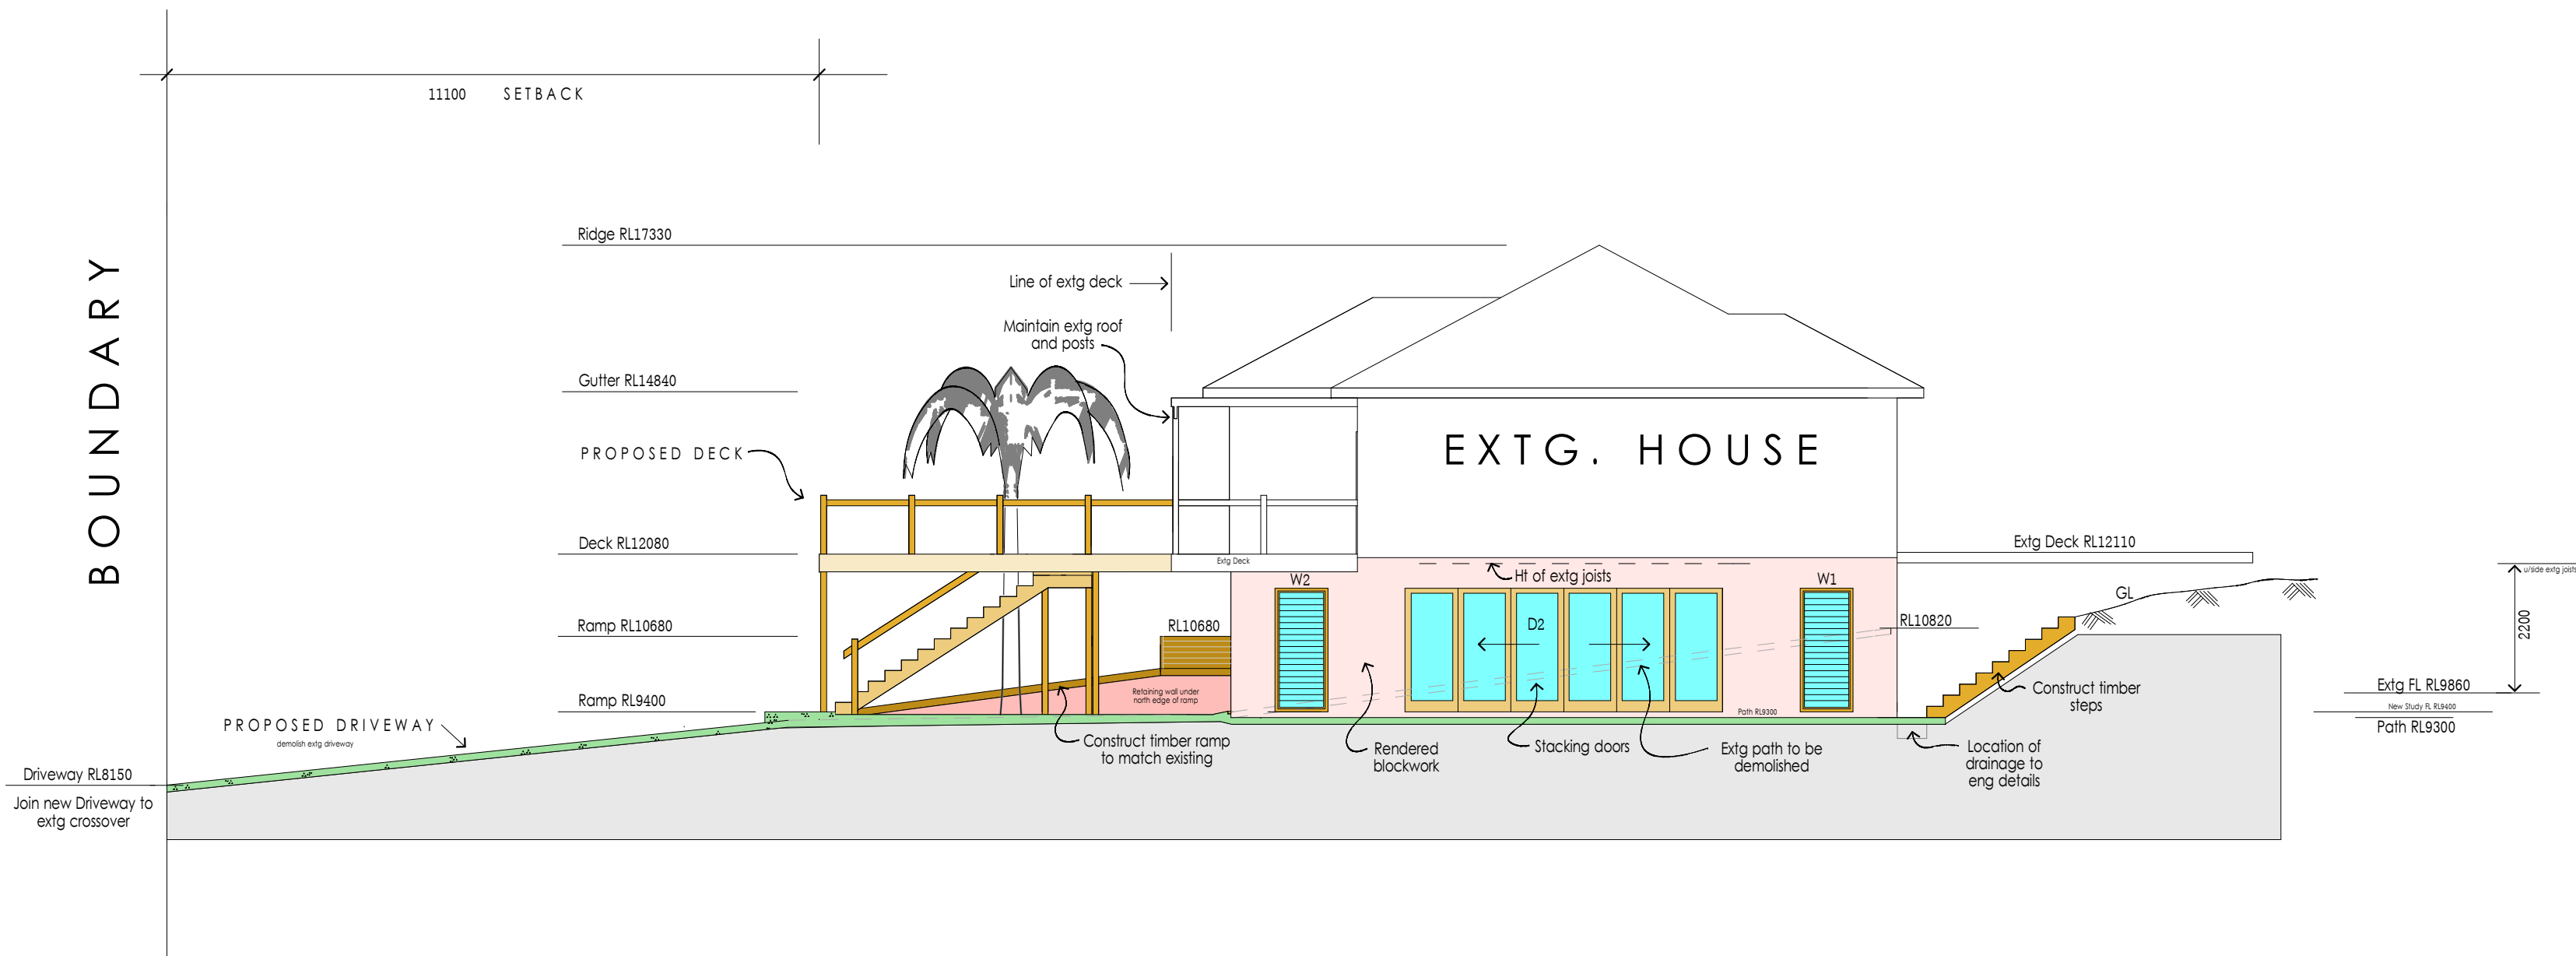 11100 SETBACK
BOUNDARY
Ridge RL17330
Line of extg deck
Maintain extg roof
and posts
Gutter RL14840
PROPOSED DECK
EXTG. HOUSE
Deck RL12080
Extg Deck
Extg Deck RL12110
u/side extg joists
Ht of extg joists
W2
W1
GL
2200
Ramp RL10680
RL10680
D2
RL10820
Ramp RL9400
Retaining wall under
north edge of ramp
Construct timber
steps
Extg FL RL9860
New Study FL RL9400
Path RL9300
Path RL9300
PROPOSED DRIVEWAY
demolish extg driveway
Construct timber ramp
to match existing
Rendered
blockwork
Stacking doors
Extg path to be
demolished
Location of
drainage to
eng details
Driveway RL8150
Join new Driveway to
extg crossover